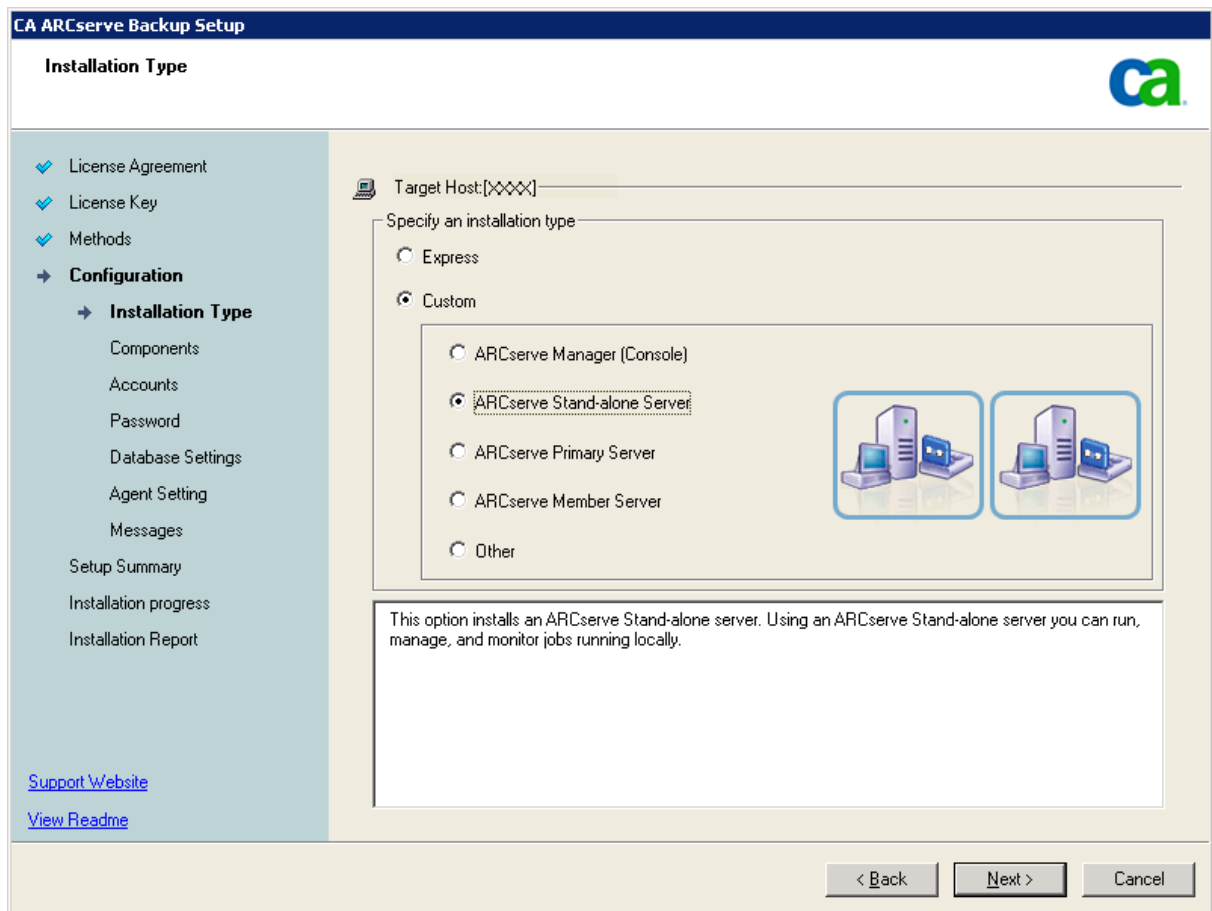 CA ARCserve Backup Setup
Installation Type
ca
License Agreement
License Key
Methods
Configuration
Installation Type
Components
Accounts
Password
Database Settings
Agent Setting
Messages
Setup Summary
Installation progress
Installation Report
Support Website
View Readme
Target Host:[XXXX]
Specify an installation type
Express
Custom
ARCserve Manager (Console)
ARCserve Stand-alone Server
ARCserve Primary Server
ARCserve Member Server
Other
This option installs an ARCserve Stand-alone server. Using an ARCserve Stand-alone server you can run,
manage, and monitor jobs running locally.
< Back
Next >
Cancel